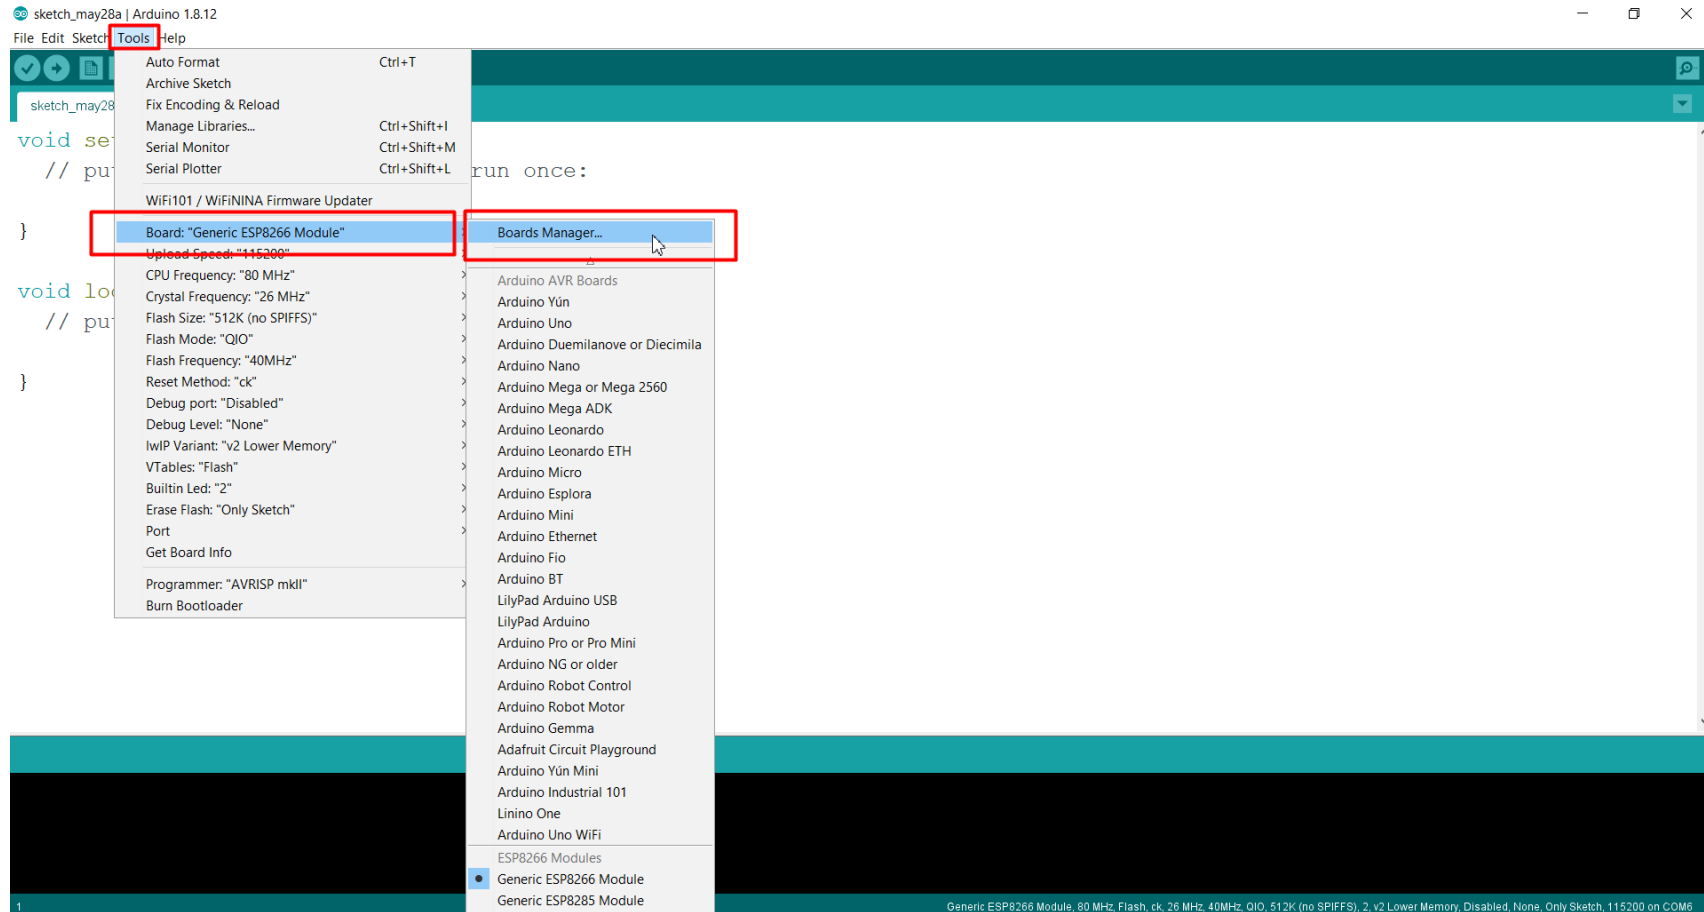 sketch_may28a | Arduino 1.8.12
File Edit Sketch Tools Help
sketch_may28
void se
// pu
run once:
}
void lo
// pu
}
Auto Format Ctrl+T
Archive Sketch
Fix Encoding & Reload
Manage Libraries... Ctrl+Shift+I
Serial Monitor Ctrl+Shift+M
Serial Plotter Ctrl+Shift+L
WiFi101 / WiFiNINA Firmware Updater
Board: "Generic ESP8266 Module"
Upload Speed: "115200"
CPU Frequency: "80 MHz"
Crystal Frequency: "26 MHz"
Flash Size: "512K (no SPIFFS)"
Flash Mode: "QIO"
Flash Frequency: "40MHz"
Reset Method: "ck"
Debug port: "Disabled"
Debug Level: "None"
lwIP Variant: "v2 Lower Memory"
VTables: "Flash"
Builtin Led: "2"
Erase Flash: "Only Sketch"
Port
Get Board Info
Programmer: "AVRISP mkII"
Burn Bootloader
Boards Manager...
Arduino AVR Boards
Arduino Yún
Arduino Uno
Arduino Duemilanove or Diecimila
Arduino Nano
Arduino Mega or Mega 2560
Arduino Mega ADK
Arduino Leonardo
Arduino Leonardo ETH
Arduino Micro
Arduino Esplora
Arduino Mini
Arduino Ethernet
Arduino Fio
Arduino BT
LilyPad Arduino USB
LilyPad Arduino
Arduino Pro or Pro Mini
Arduino NG or older
Arduino Robot Control
Arduino Robot Motor
Arduino Gemma
Adafruit Circuit Playground
Arduino Yún Mini
Arduino Industrial 101
Linino One
Arduino Uno WiFi
ESP8266 Modules
Generic ESP8266 Module
Generic ESP8285 Module
1
Generic ESP8266 Module, 80 MHz, Flash, ck, 26 MHz, 40MHz, QIO, 512K (no SPIFFS), 2, v2 Lower Memory, Disabled, None, Only Sketch, 115200 on COM6